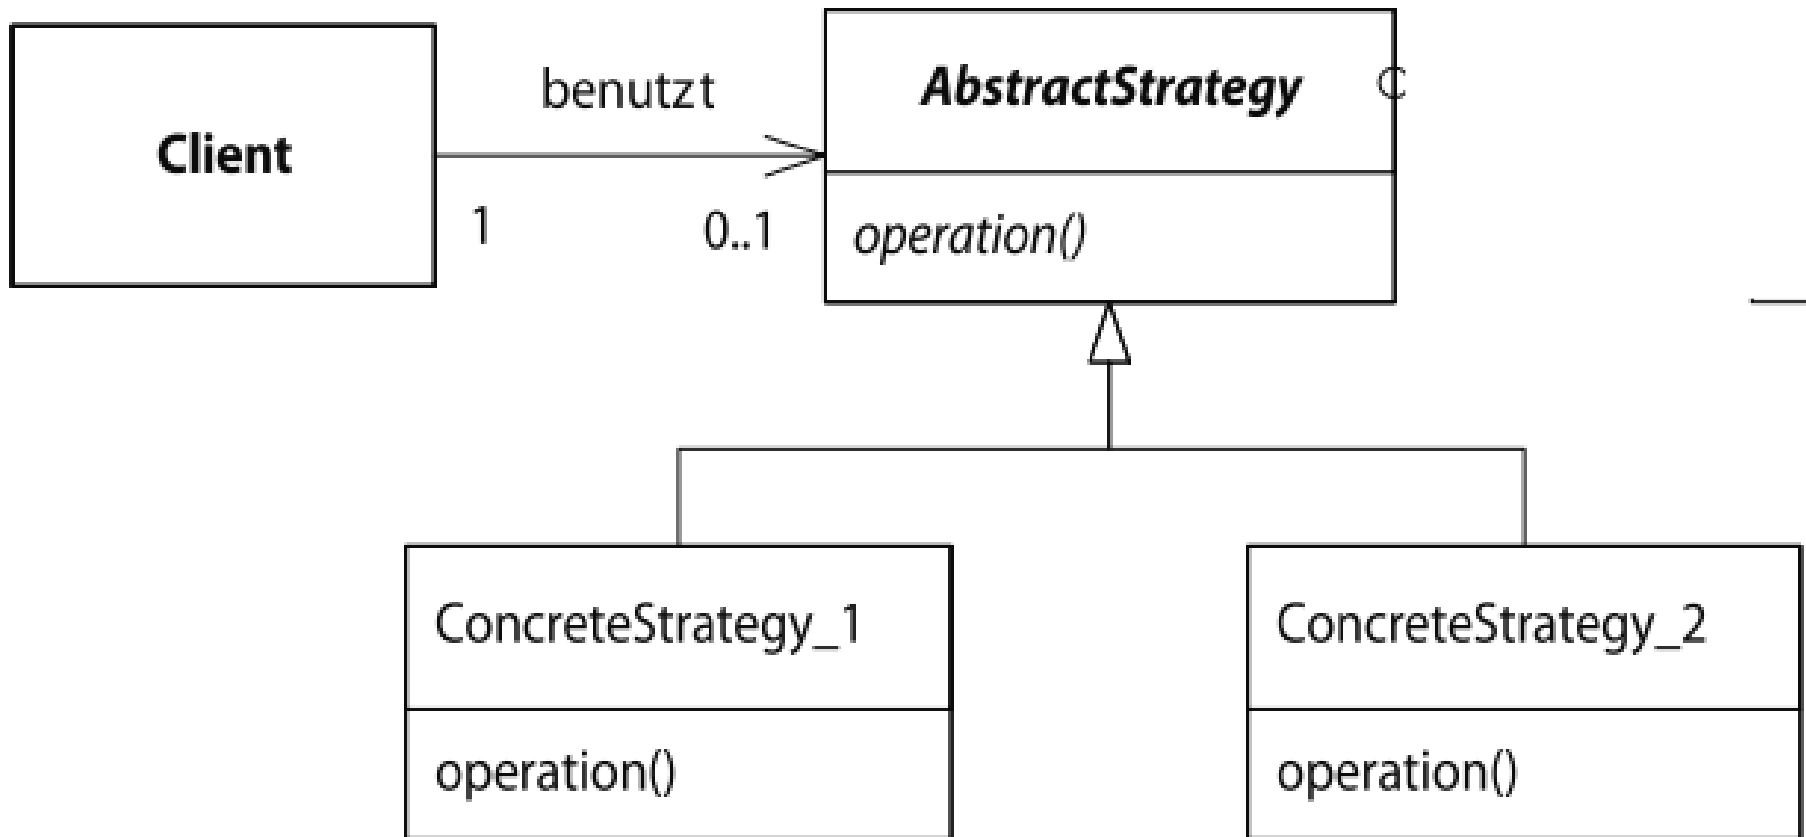 Client
benutzt
1
0..1
AbstractStrategy
C
operation()
ConcreteStrategy_1
operation()
ConcreteStrategy_2
operation()